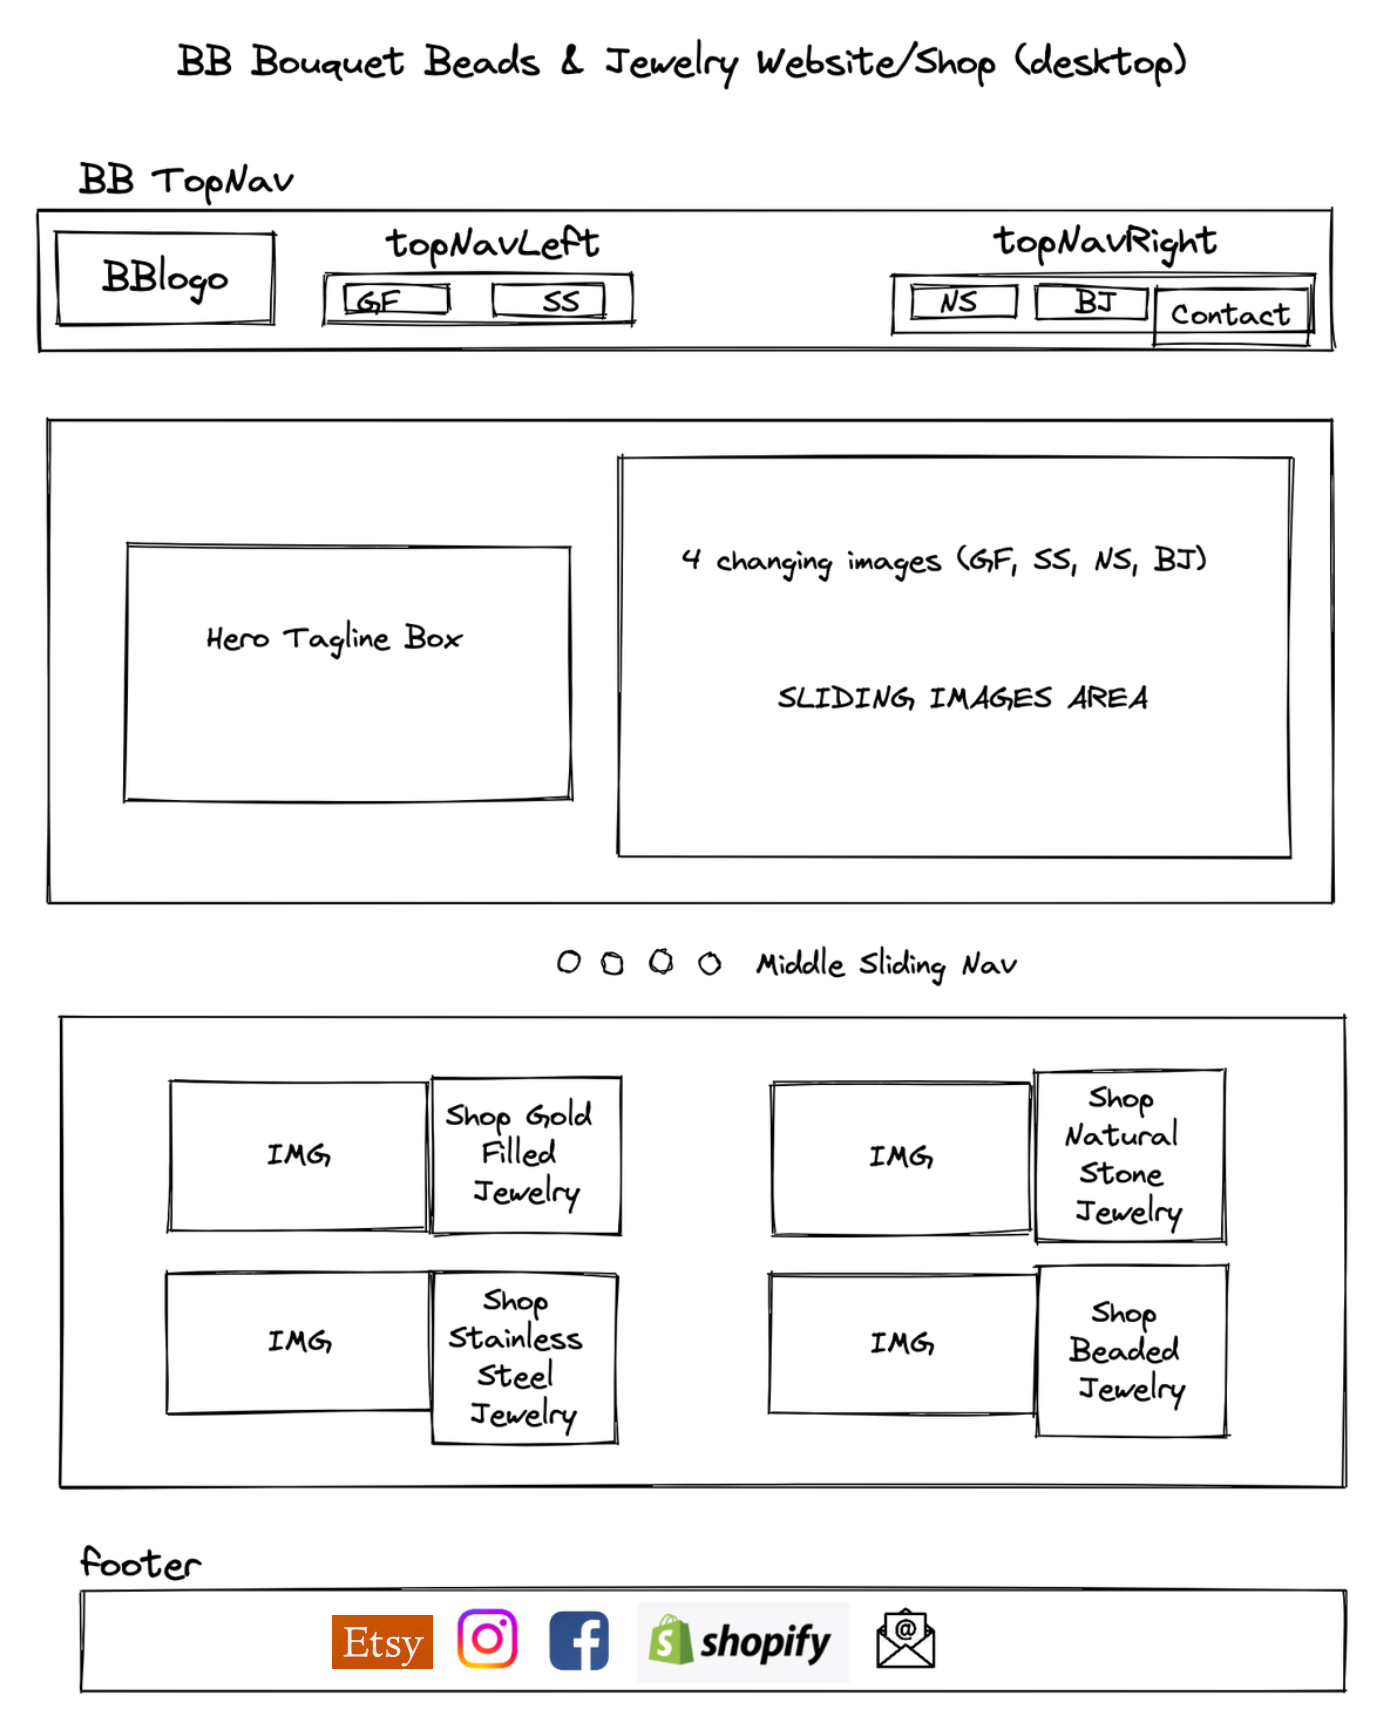 BB Bouquet Beads & Jewelry Website/Shop (desktop)
BB TopNav
BBlogo
topNavLeft
GF
SS
topNavRight
NS
BJ
Contact
Hero Tagline Box
4 changing images (GF, SS, NS, BJ)
SLIDING IMAGES AREA
Middle Sliding Nav
IMG
Shop Gold
Filled
Jewelry
IMG
Shop
Natural
Stone
Jewelry
IMG
Shop
Stainless
Steel
Jewelry
IMG
Shop
Beaded
Jewelry
footer
Etsy
f
S
shopify
@